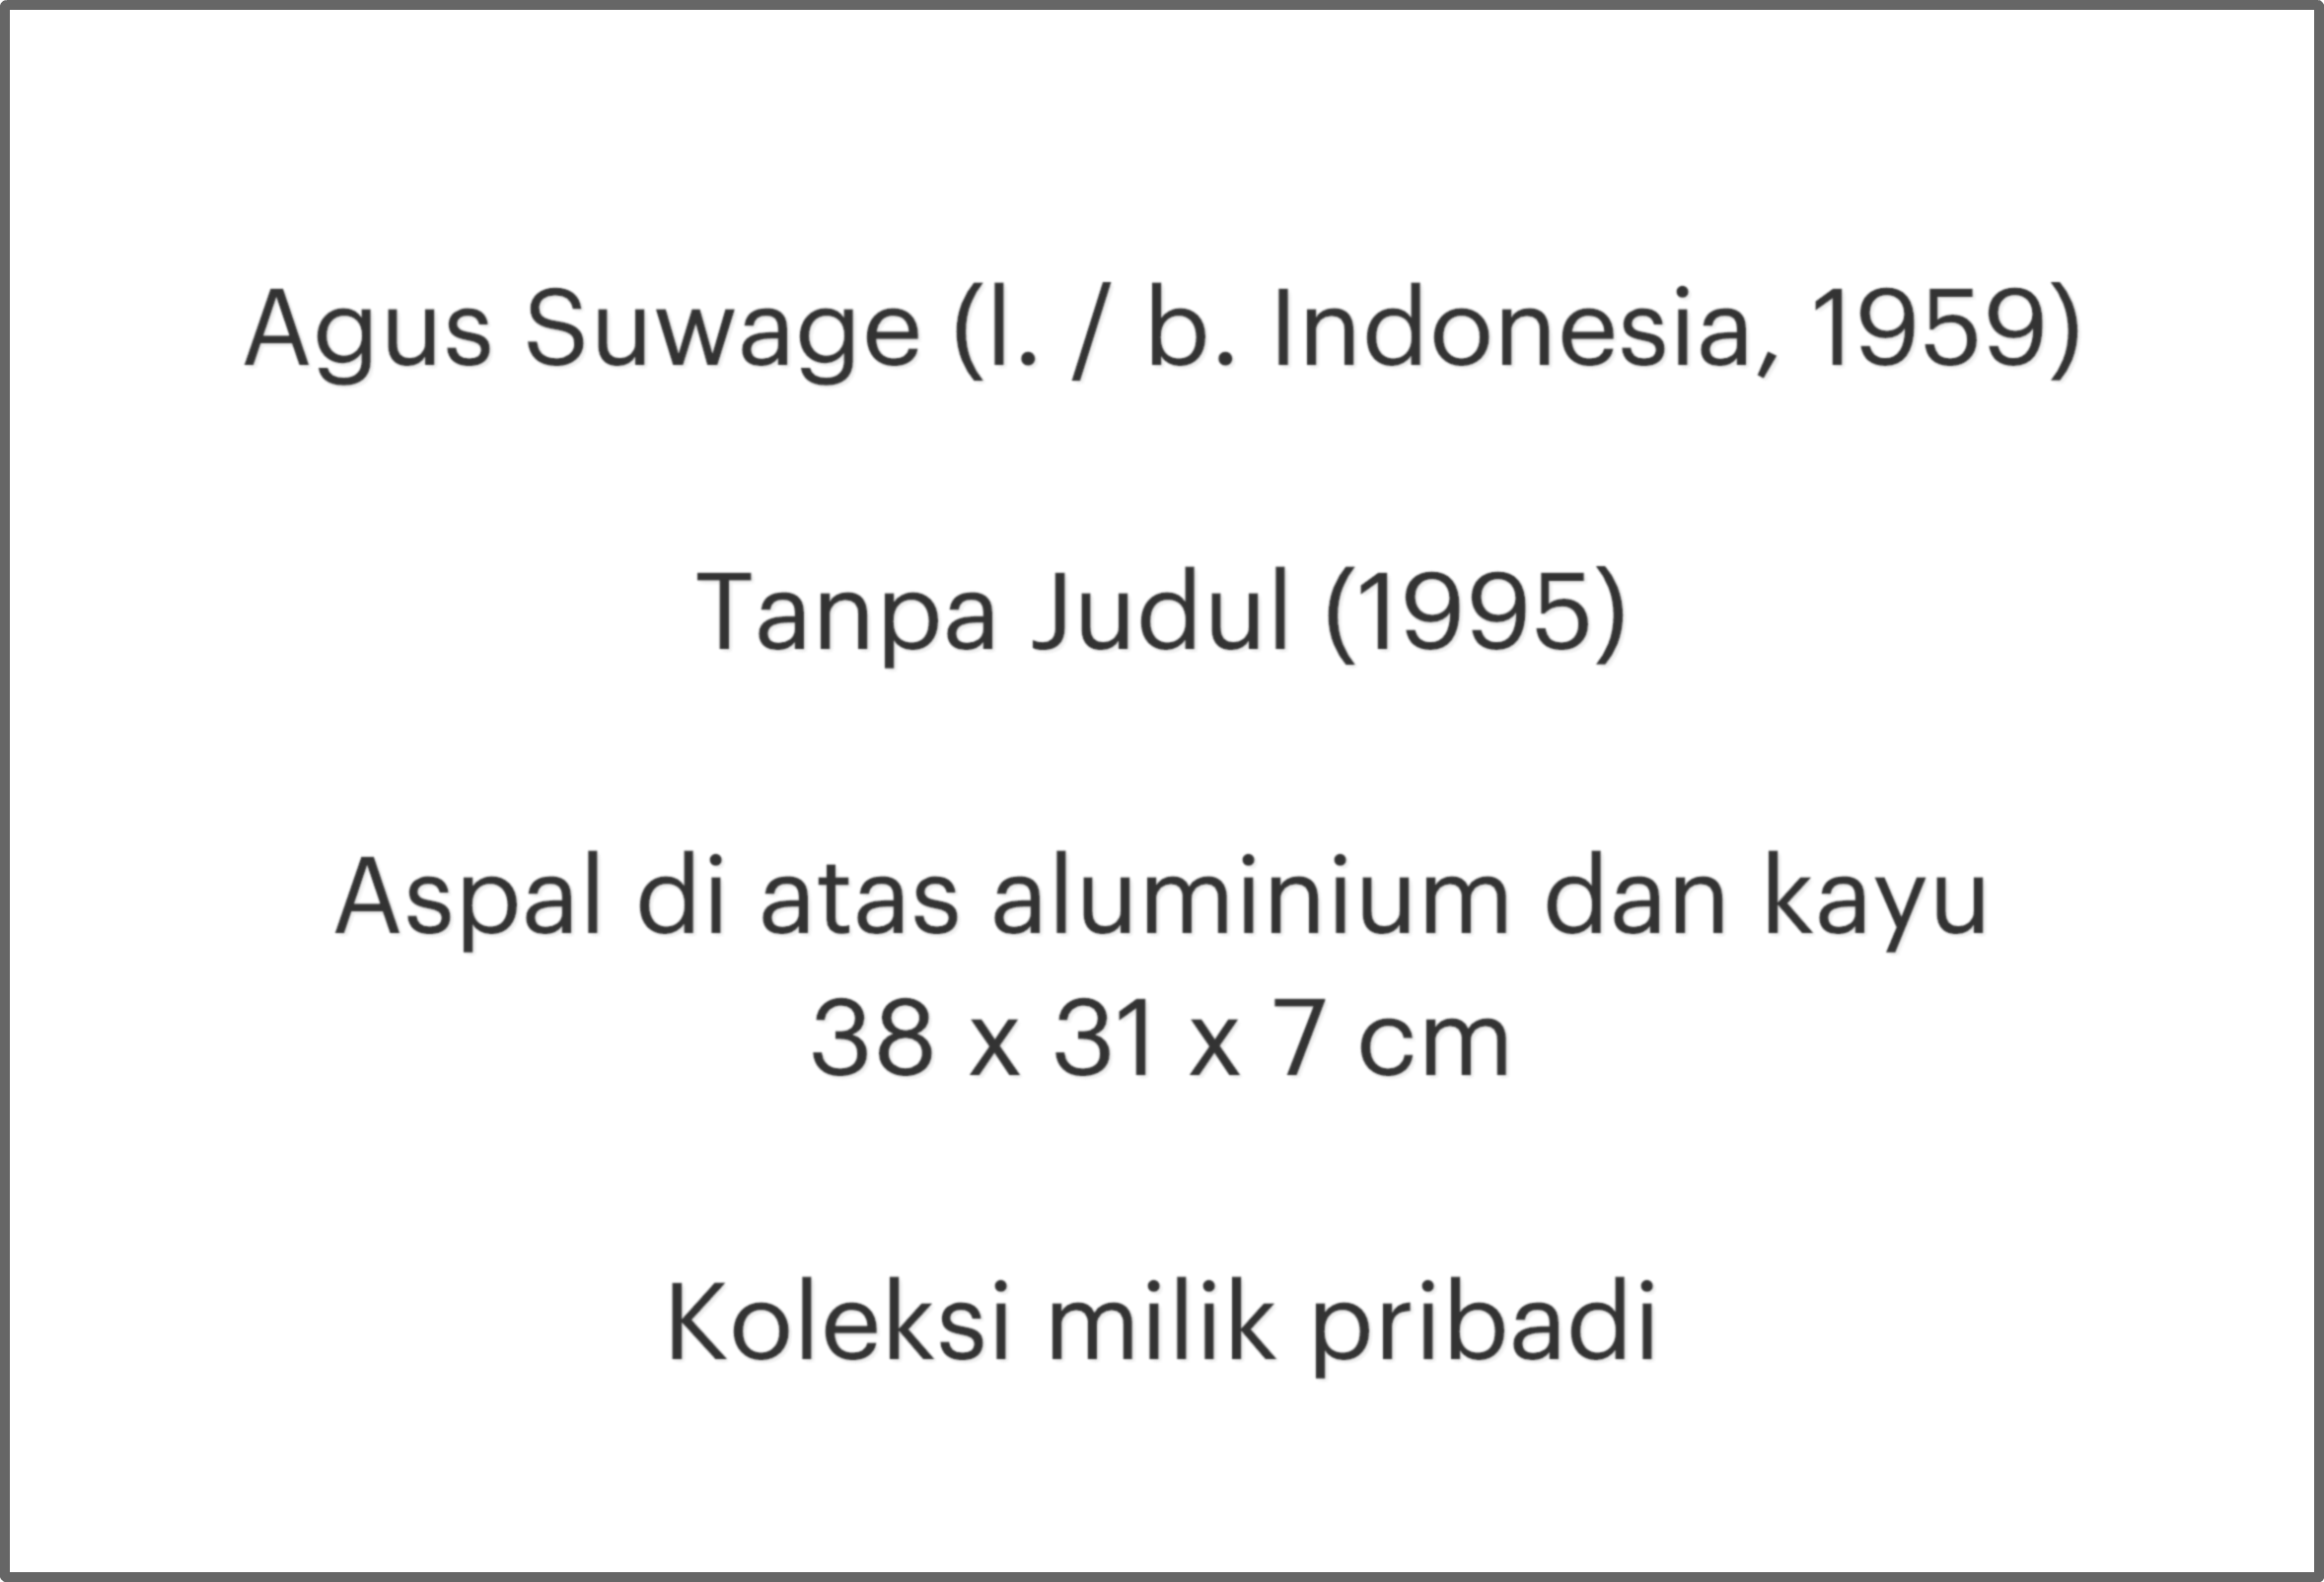 Agus Suwage (l. / b. Indonesia, 1959)
Tanpa Judul (1995)
Aspal di atas aluminium dan kayu
38 x 31 x 7 cm
Koleksi milik pribadi